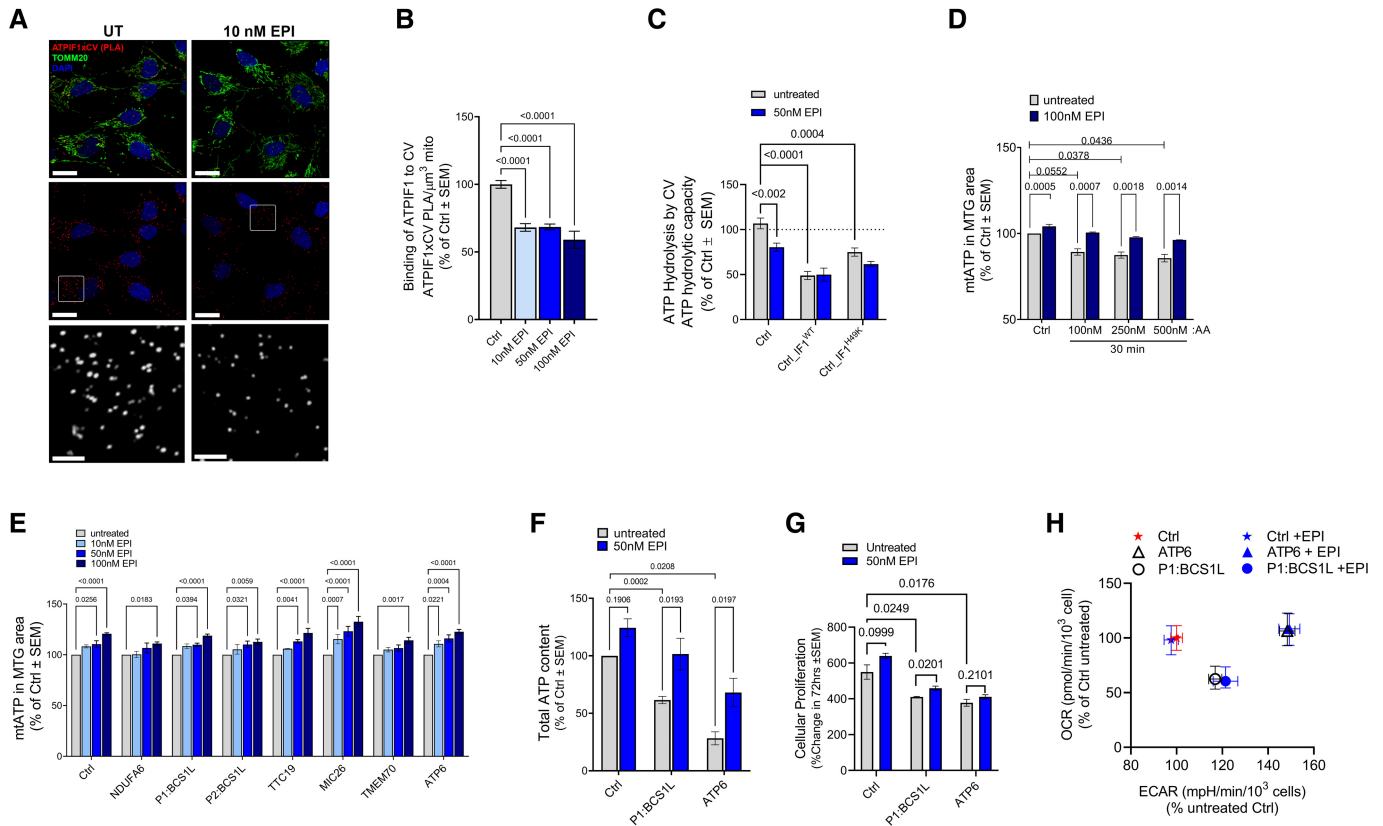 A
UT
10 nM EPI
ATPIF1xCV (PLA)
TOMM20
DAPI
B
Binding of ATPIF1 to CV
ATPIF1xCV PLA/µm³ mito
(% of Ctrl ± SEM)
150
100
50
0
<0.0001
<0.0001
<0.0001
Ctrl
10nM EPI
50nM EPI
100nM EPI
C
untreated
50nM EPI
ATP Hydrolysis by CV
ATP hydrolytic capacity
(% of Ctrl ± SEM)
200
150
100
50
0
0.0004
<0.0001
<0.002
Ctrl
Ctrl_IF1^WT
Ctrl_IF1^H49K
D
untreated
100nM EPI
mtATP in MTG area
(% of Ctrl ± SEM)
150
100
50
0.0436
0.0378
0.0552
0.0005
0.0007
0.0018
0.0014
Ctrl
100nM
250nM
500nM
:AA
30 min
E
untreated
10nM EPI
50nM EPI
100nM EPI
mtATP in MTG area
(% of Ctrl ± SEM)
150
100
50
0
<0.0001
0.0256
0.0183
<0.0001
0.0394
0.0059
0.0321
<0.0001
0.0041
<0.0001
<0.0001
0.0007
0.0017
<0.0001
0.0004
0.0221
Ctrl
NDUFA6
P1:BCS1L
P2:BCS1L
TTC19
MIC26
TMEM70
ATP6
F
untreated
50nM EPI
Total ATP content
(% of Ctrl ± SEM)
150
100
50
0
0.0208
0.0002
0.1906
0.0193
0.0197
Ctrl
P1:BCS1L
ATP6
G
Untreated
50nM EPI
Cellular Proliferation
(%Change in 72hrs ±SEM)
1000
800
600
400
200
0
0.0176
0.0249
0.0999
0.0201
0.2101
Ctrl
P1:BCS1L
ATP6
H
Ctrl
Ctrl +EPI
ATP6
ATP6 + EPI
P1:BCS1L
P1:BCS1L +EPI
OCR (pmol/min/10³ cell)
(% of Ctrl untreated)
150
100
50
0
80
100
120
140
160
ECAR (mpH/min/10³ cells)
(% untreated Ctrl)